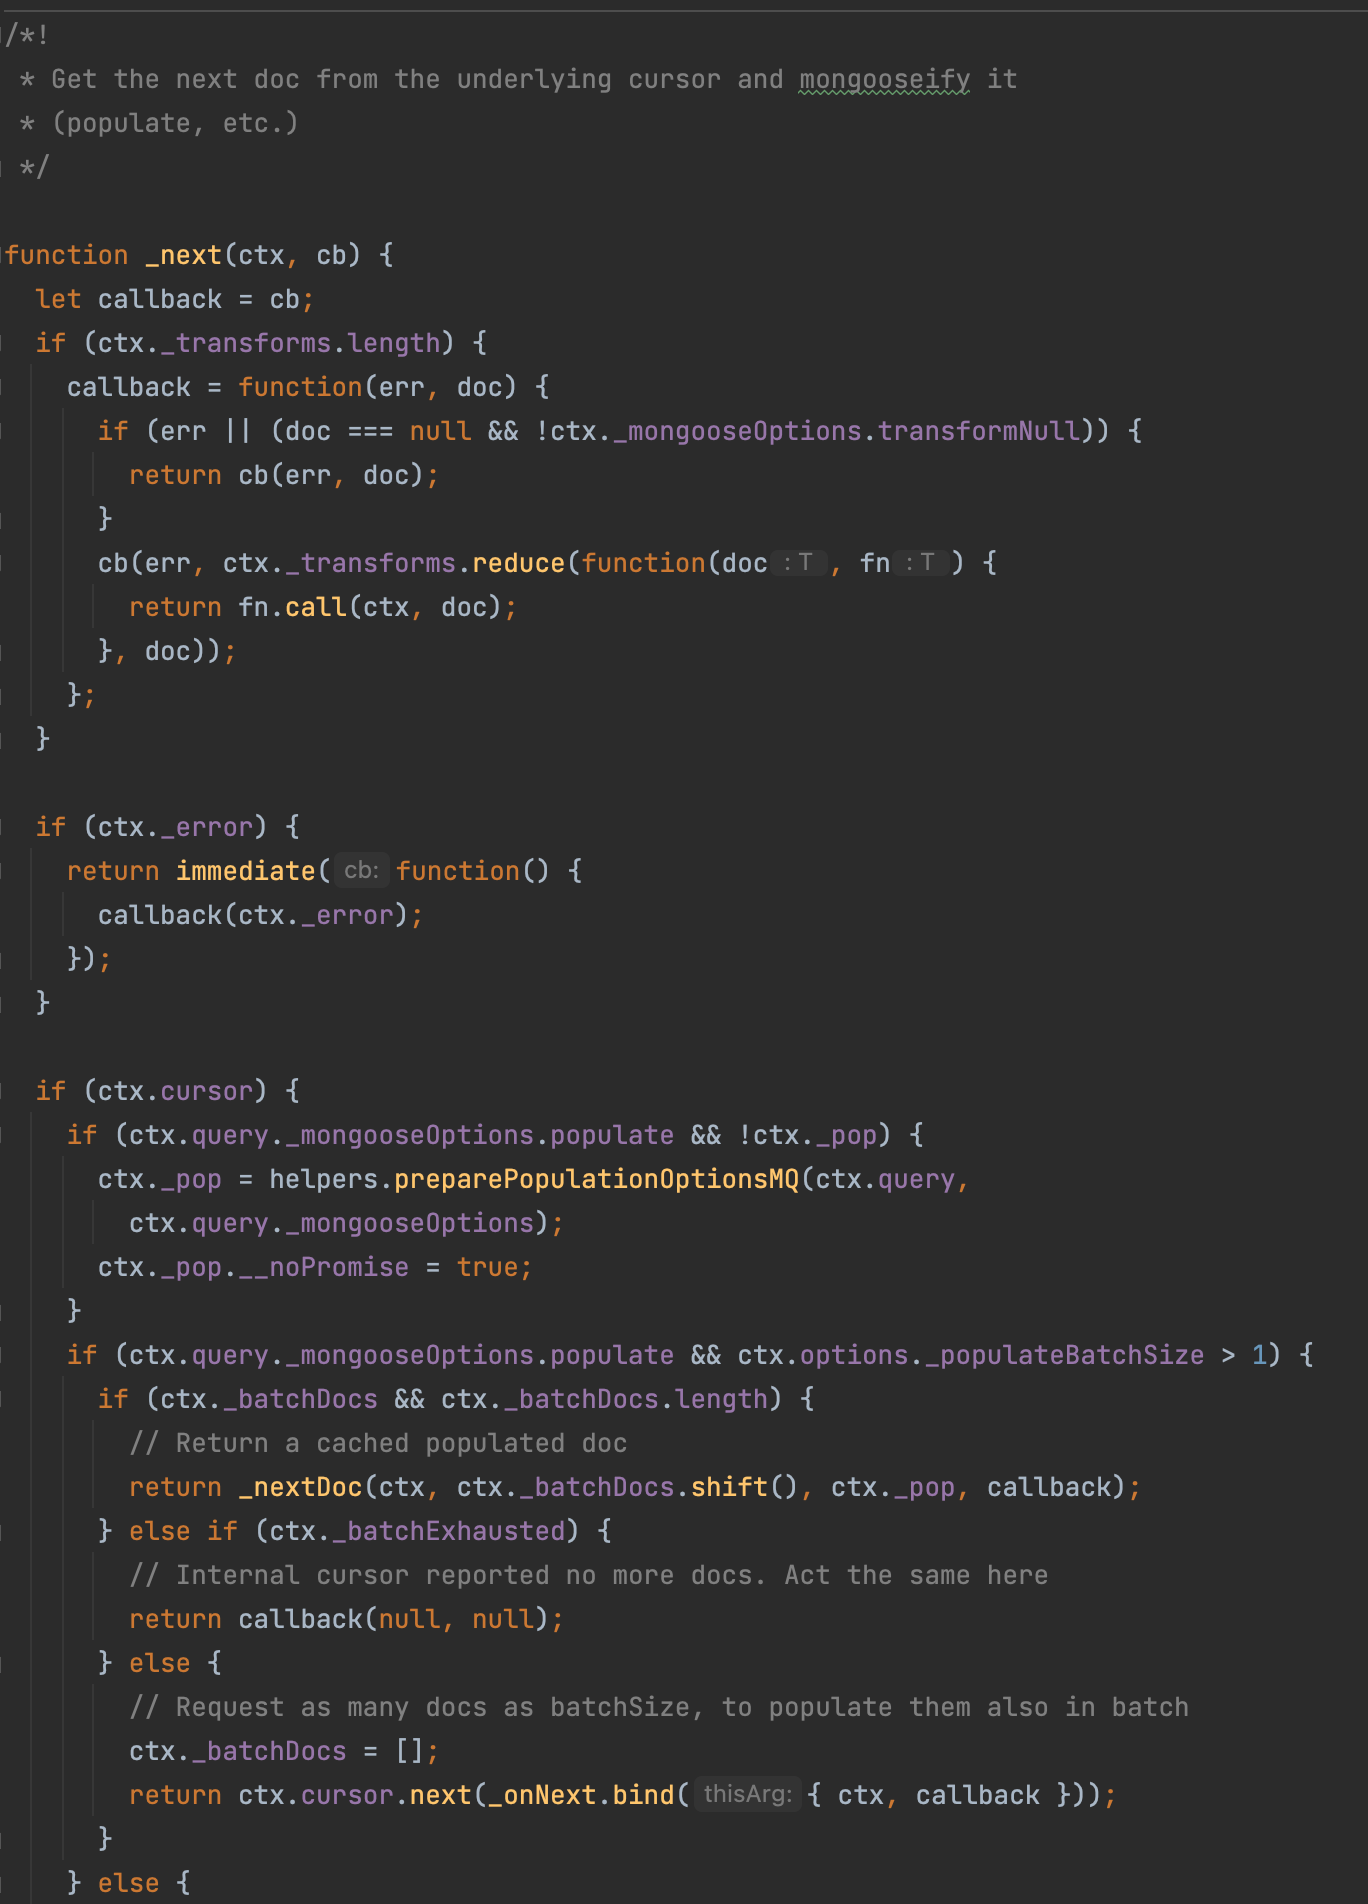 /*!
 * Get the next doc from the underlying cursor and mongooseify it
 * (populate, etc.)
 */
function _next(ctx, cb) {
  let callback = cb;
  if (ctx._transforms.length) {
    callback = function(err, doc) {
      if (err || (doc === null && !ctx._mongooseOptions.transformNull)) {
        return cb(err, doc);
      }
      cb(err, ctx._transforms.reduce(function(doc : T , fn : T ) {
        return fn.call(ctx, doc);
      }, doc));
    };
  }
  if (ctx._error) {
    return immediate( cb: function() {
      callback(ctx._error);
    });
  }
  if (ctx.cursor) {
    if (ctx.query._mongooseOptions.populate && !ctx._pop) {
      ctx._pop = helpers.preparePopulationOptionsMQ(ctx.query,
        ctx.query._mongooseOptions);
      ctx._pop.__noPromise = true;
    }
    if (ctx.query._mongooseOptions.populate && ctx.options._populateBatchSize > 1) {
      if (ctx._batchDocs && ctx._batchDocs.length) {
        // Return a cached populated doc
        return _nextDoc(ctx, ctx._batchDocs.shift(), ctx._pop, callback);
      } else if (ctx._batchExhausted) {
        // Internal cursor reported no more docs. Act the same here
        return callback(null, null);
      } else {
        // Request as many docs as batchSize, to populate them also in batch
        ctx._batchDocs = [];
        return ctx.cursor.next(_onNext.bind( thisArg: { ctx, callback }));
      }
    } else {